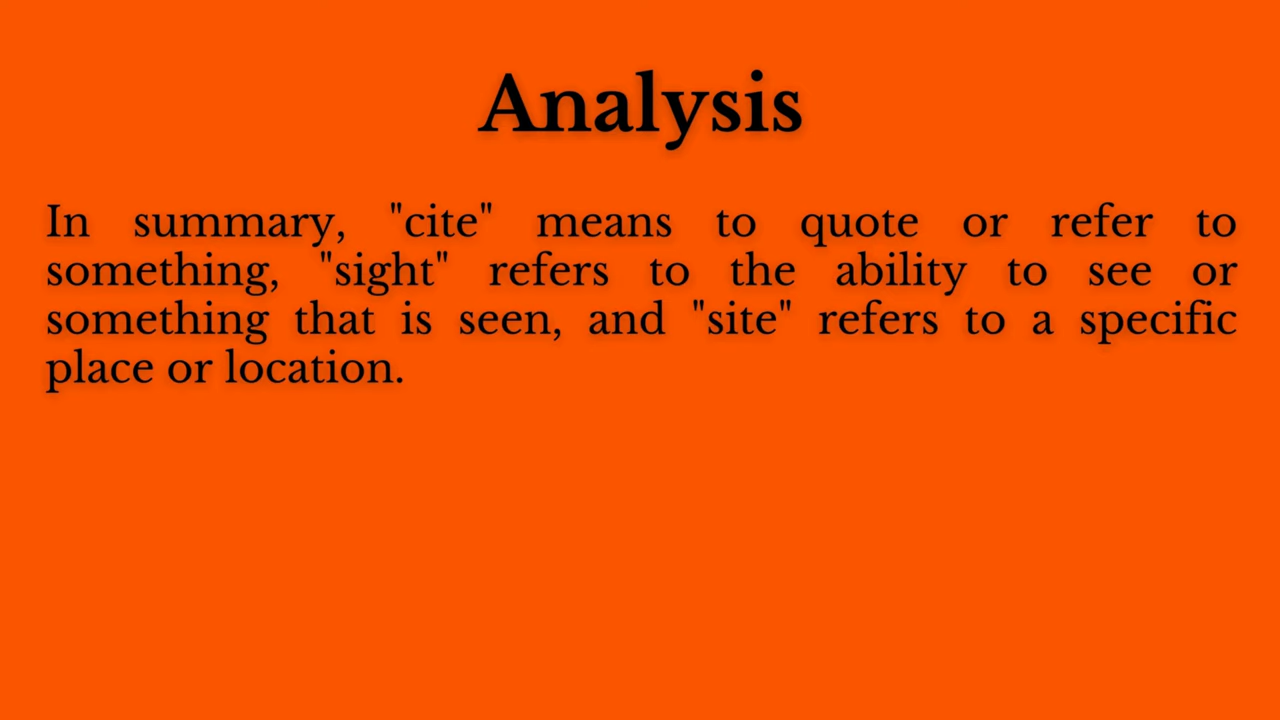 Analysis
In summary, "cite" means to quote or refer to
something, "sight" refers to the ability to see or
something that is seen, and "site" refers to a specific
place or location.